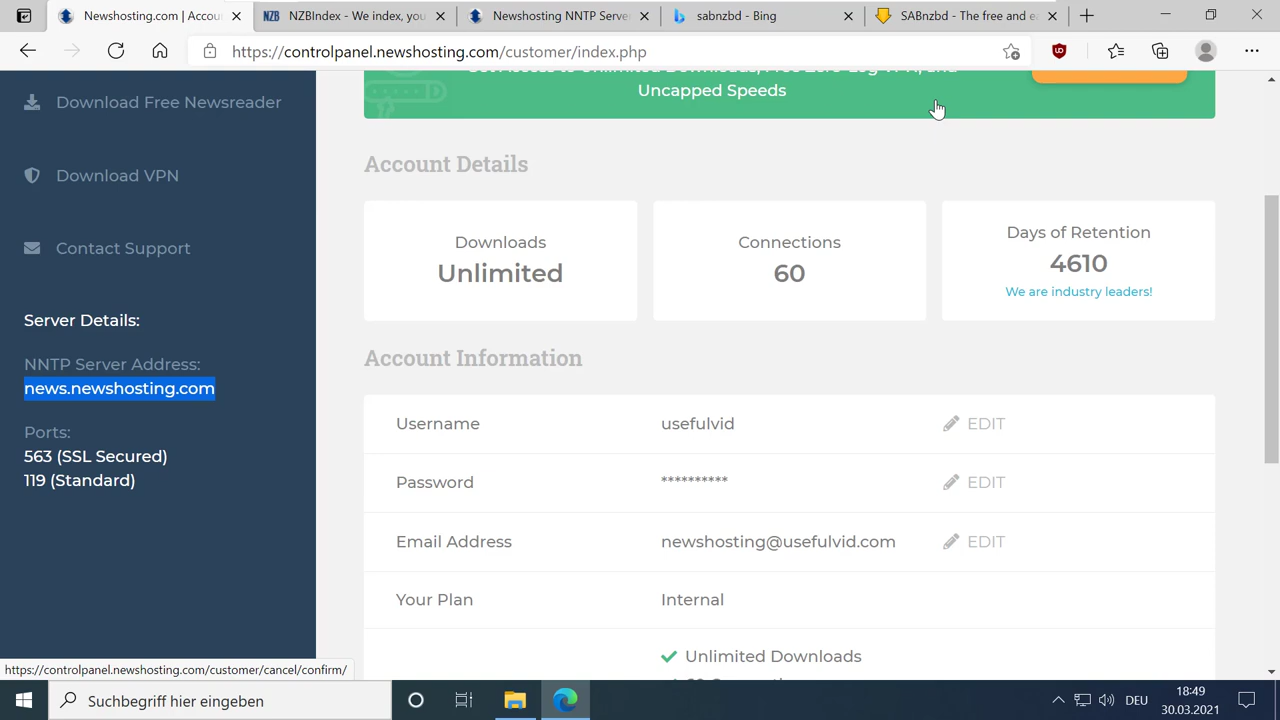 Newshosting.com | Accou
NZBIndex - We index, you
Newshosting NNTP Serve
sabnzbd - Bing
SABnzbd - The free and ea
https://controlpanel.newshosting.com/customer/index.php
Uncapped Speeds
Download Free Newsreader
Download VPN
Contact Support
Server Details:
NNTP Server Address:
news.newshosting.com
Ports:
563 (SSL Secured)
119 (Standard)
Account Details
Downloads
Unlimited
Connections
60
Days of Retention
4610
We are industry leaders!
Account Information
Username
usefulvid
EDIT
Password
**********
EDIT
Email Address
newshosting@usefulvid.com
EDIT
Your Plan
Internal
Unlimited Downloads
https://controlpanel.newshosting.com/customer/cancel/confirm/
Suchbegriff hier eingeben
DEU
18:49
30.03.2021